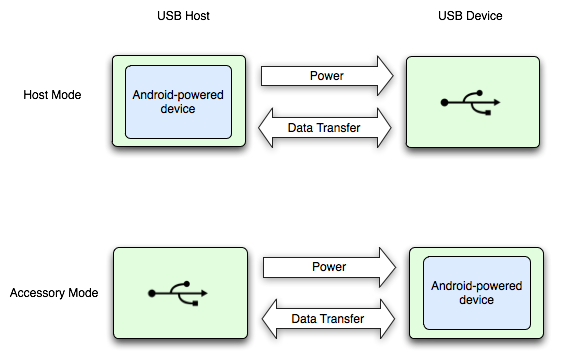 USB Host
USB Device
Host Mode
Android-powered
device
Power
Data Transfer
Accessory Mode
Power
Data Transfer
Android-powered
device